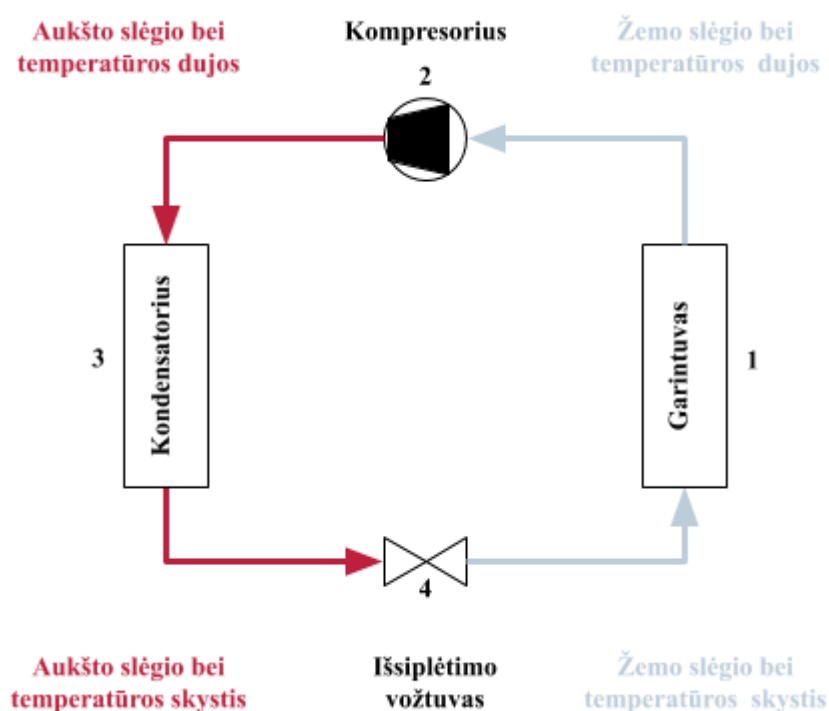 Aukšto slėgio bei
temperatūros dujos
Kompresorius
2
Žemo slėgio bei
temperatūros dujos
3
Kondensatorius
Garintuvas
1
4
Aukšto slėgio bei
temperatūros skystis
Išsiplėtimo
vožtuvas
Žemo slėgio bei
temperatūros skystis